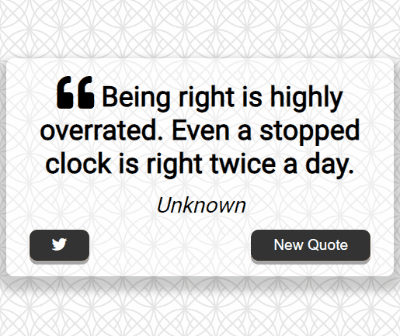 Being right is highly
overrated. Even a stopped
clock is right twice a day.
Unknown
New Quote